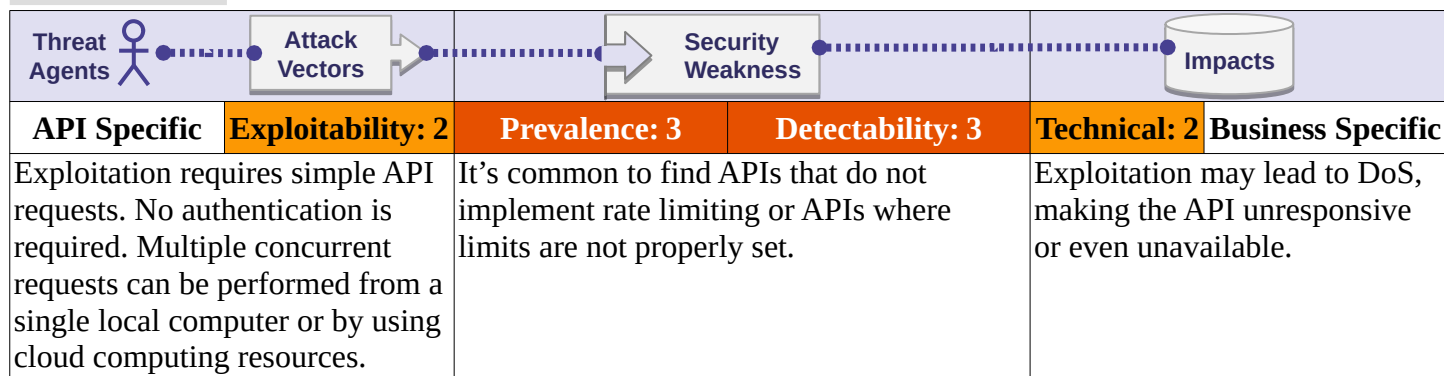 Threat
Agents
Attack
Vectors
Security
Weakness
Impacts
API Specific
Exploitability: 2
Prevalence: 3
Detectability: 3
Technical: 2
Business Specific
Exploitation requires simple API
requests. No authentication is
required. Multiple concurrent
requests can be performed from a
single local computer or by using
cloud computing resources.
It’s common to find APIs that do not
implement rate limiting or APIs where
limits are not properly set.
Exploitation may lead to DoS,
making the API unresponsive
or even unavailable.